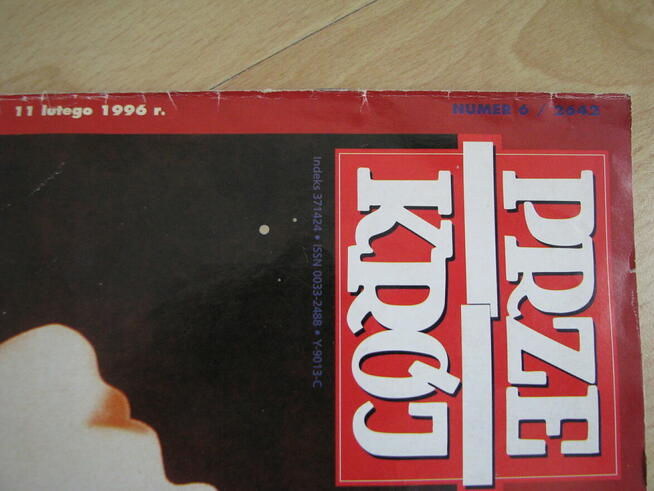 11 lutego 1996 r.
NUMER 6 / 2642
PRZE
KRÓJ
Indeks 371424 • ISSN 0033-2488 • Y-9013-C